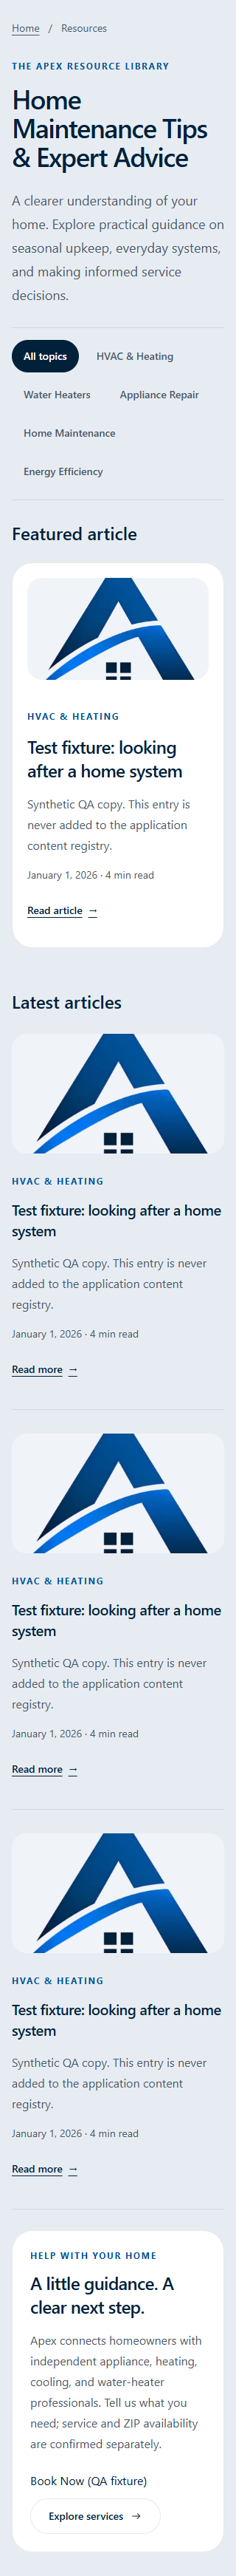 Home / Resources
THE APEX RESOURCE LIBRARY
Home
Maintenance Tips
& Expert Advice
A clearer understanding of your
home. Explore practical guidance on
seasonal upkeep, everyday systems,
and making informed service
decisions.
All topics HVAC & Heating
Water Heaters Appliance Repair
Home Maintenance
Energy Efficiency
Featured article
HVAC & HEATING
Test fixture: looking
after a home system
Synthetic QA copy. This entry is
never added to the application
content registry.
January 1, 2026 · 4 min read
Read article →
Latest articles
HVAC & HEATING
Test fixture: looking after a home
system
Synthetic QA copy. This entry is never
added to the application content
registry.
January 1, 2026 · 4 min read
Read more →
HVAC & HEATING
Test fixture: looking after a home
system
Synthetic QA copy. This entry is never
added to the application content
registry.
January 1, 2026 · 4 min read
Read more →
HVAC & HEATING
Test fixture: looking after a home
system
Synthetic QA copy. This entry is never
added to the application content
registry.
January 1, 2026 · 4 min read
Read more →
HELP WITH YOUR HOME
A little guidance. A
clear next step.
Apex connects homeowners with
independent appliance, heating,
cooling, and water-heater
professionals. Tell us what you
need; service and ZIP availability
are confirmed separately.
Book Now (QA fixture)
Explore services →